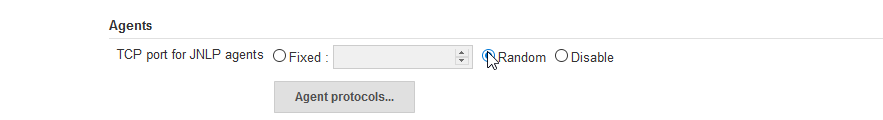 Agents
TCP port for JNLP agents Fixed : Random Disable
Agent protocols...